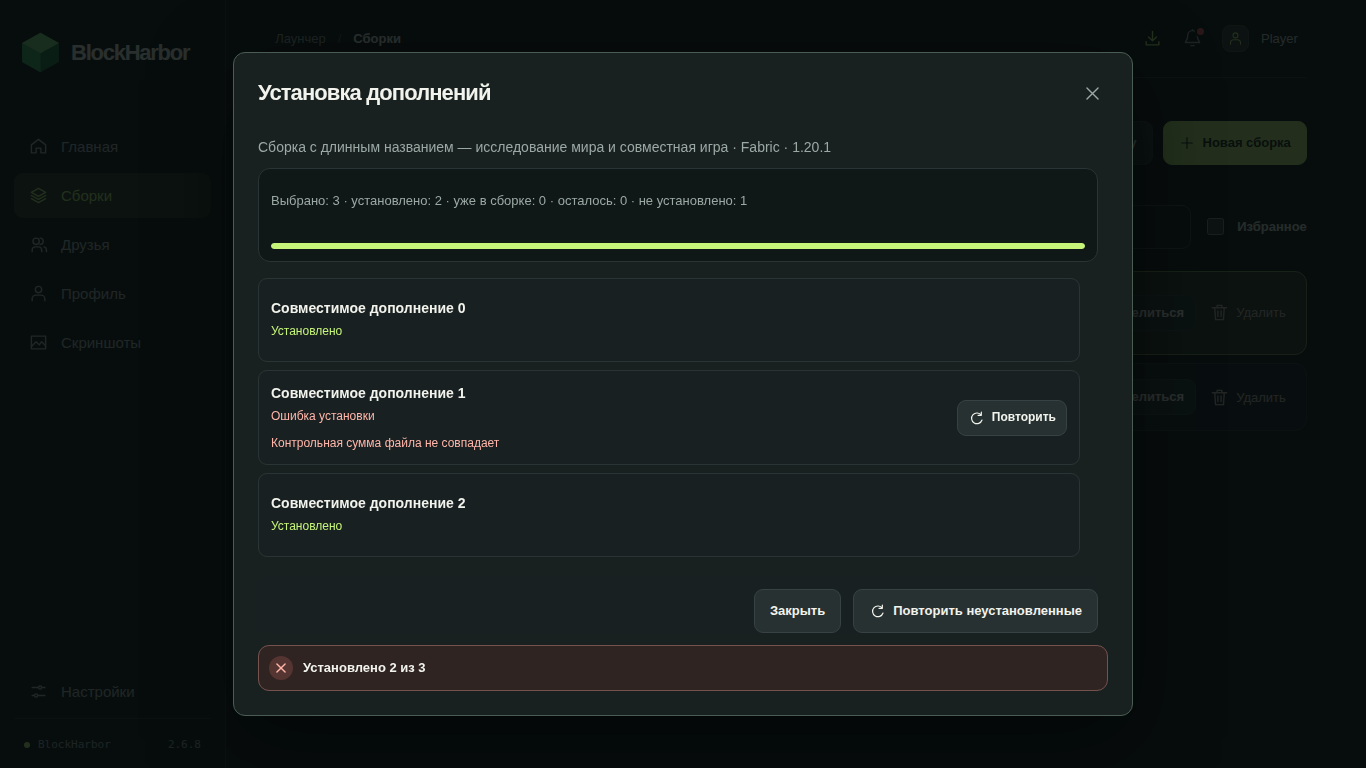 BlockHarbor
Лаунчер
Сборки
Player
Главная
Сборки
Друзья
Профиль
Скриншоты
Настройки
BlockHarbor 2.6.8
Новая сборка
Избранное
Удалить
Удалить
Установка дополнений
Сборка с длинным названием — исследование мира и совместная игра · Fabric · 1.20.1
Выбрано: 3 · установлено: 2 · уже в сборке: 0 · осталось: 0 · не установлено: 1
Совместимое дополнение 0
Установлено
Совместимое дополнение 1
Ошибка установки
Контрольная сумма файла не совпадает
Повторить
Совместимое дополнение 2
Установлено
Закрыть
Повторить неустановленные
Установлено 2 из 3